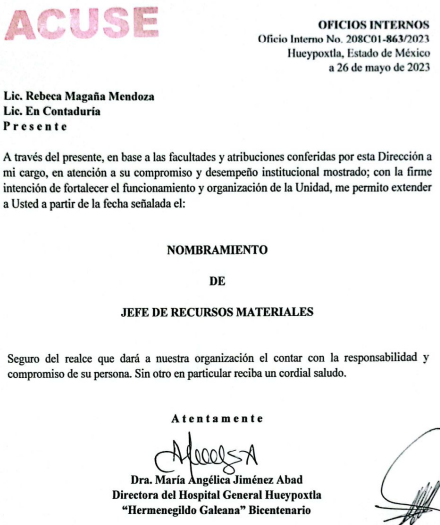 ACUSE
OFICIOS INTERNOS
Oficio Interno No. 208C01-863/2023
Hueypoxtla, Estado de México
a 26 de mayo de 2023
Lic. Rebeca Magaña Mendoza
Lic. En Contaduría
P r e s e n t e
A través del presente, en base a las facultades y atribuciones conferidas por esta Dirección a
mi cargo, en atención a su compromiso y desempeño institucional mostrado; con la firme
intención de fortalecer el funcionamiento y organización de la Unidad, me permito extender
a Usted a partir de la fecha señalada el:
NOMBRAMIENTO
DE
JEFE DE RECURSOS MATERIALES
Seguro del realce que dará a nuestra organización el contar con la responsabilidad y
compromiso de su persona. Sin otro en particular reciba un cordial saludo.
A t e n t a m e n t e
Dra. María Angélica Jiménez Abad
Directora del Hospital General Hueypoxtla
“Hermenegildo Galeana” Bicentenario